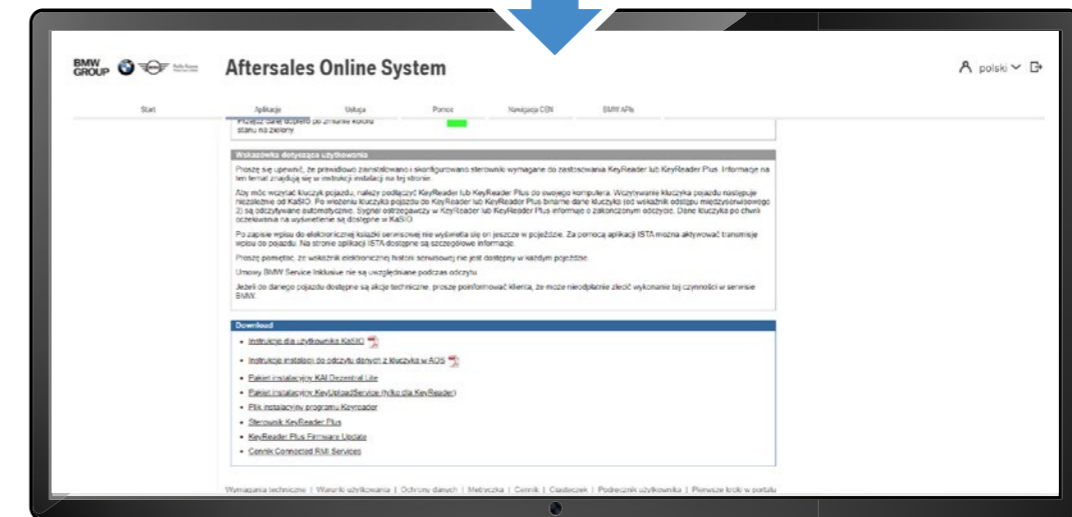 BMW
GROUP
Aftersales Online System
polski
Start Aplikacje Usługa Pomoc Nawigacja CEN BMW APIs
Przejdź dalej dopiero po zmianie koloru
stanu na zielony
Wskazówka dotycząca użytkowania
Proszę się upewnić, że prawidłowo zainstalowano i skonfigurowano sterowniki wymagane do zastosowania KeyReader lub KeyReader Plus. Informacje na
ten temat znajdują się w instrukcji instalacji na tej stronie.
Aby móc wczytać kluczyk pojazdu, należy podłączyć KeyReader lub KeyReader Plus do swojego komputera. Wczytywanie kluczyka pojazdu następuje
niezależnie od KaSIO. Po włożeniu kluczyka pojazdu do KeyReader lub KeyReader Plus binarne dane kluczyka (od wskaźnik odstępu międzyserwisowego
3) są odczytywane automatycznie. Sygnał ostrzegawczy w KeyReader lub KeyReader Plus informuje o zakończonym odczycie. Dane kluczyka po chwili
oczekiwania na wyświetlenie są dostępne w KaSIO.
Po zapisie wpisu do elektronicznej książki serwisowej nie wyświetla się on jeszcze w pojeździe. Za pomocą aplikacji ISTA można aktywować transmisję
wpisu do pojazdu. Na stronie aplikacji ISTA dostępne są szczegółowe informacje.
Proszę pamiętać, że wskaźnik elektronicznej historii serwisowej nie jest dostępny w każdym pojeździe.
Umowy BMW Service Inklusive nie są uwzględniane podczas odczytu.
Jeżeli do danego pojazdu dostępne są akcje techniczne, proszę poinformować klienta, że może nieodpłatnie zlecić wykonanie tej czynności w serwisie
BMW.
Download
• Instrukcje dla użytkownika KaSIO
• Instrukcje instalacji do odczytu danych z kluczyka w AOS
• Pakiet instalacyjny KAI Dezentral Lite
• Pakiet instalacyjny KeyUploadService (tylko dla KeyReader)
• Plik instalacyjny programu Keyreader
• Sterownik KeyReader Plus
• KeyReader Plus Firmware Update
• Cennik Connected RMI Services
Wymagania techniczne | Warunki użytkowania | Ochrony danych | Metryczka | Cennik | Ciasteczek | Podręcznik użytkownika | Pierwsze kroki w portalu